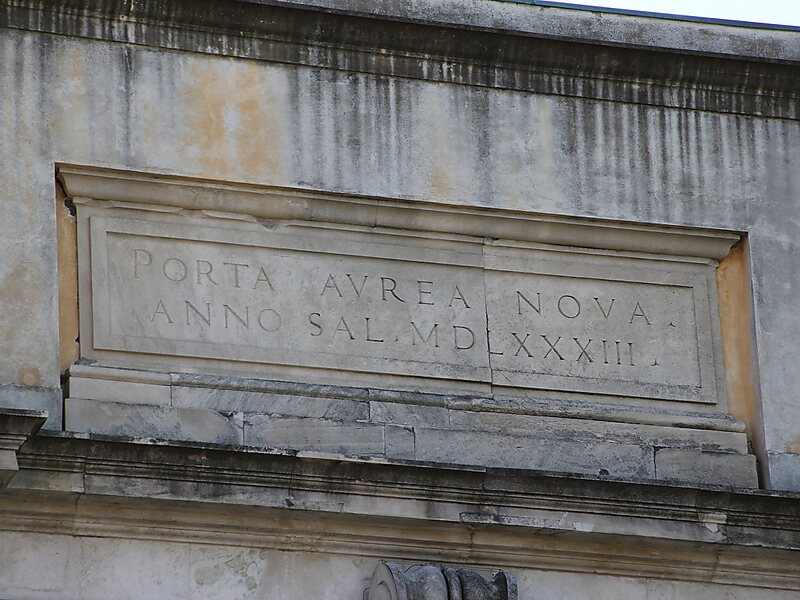 PORTA AVREA NOVA.
ANNO SAL. MDLXXXIII.